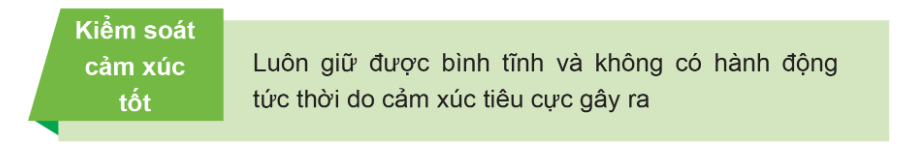 Kiểm soát
cảm xúc
tốt
Luôn giữ được bình tĩnh và không có hành động
tức thời do cảm xúc tiêu cực gây ra